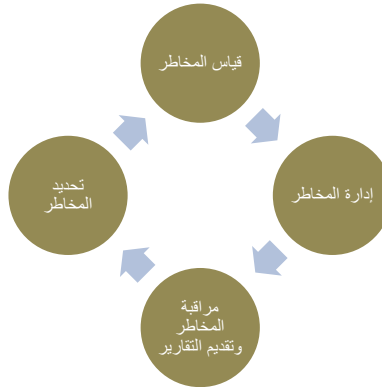 قياس المخاطر
إدارة المخاطر
تحديد
المخاطر
مراقبة
المخاطر
وتقديم التقارير